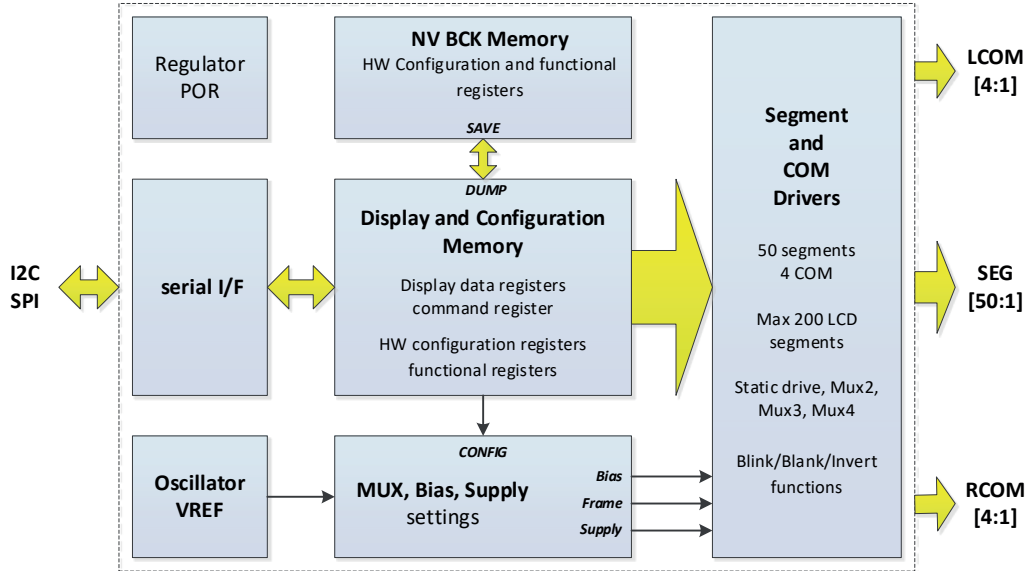 Regulator
POR
NV BCK Memory
HW Configuration and functional
registers
SAVE
I2C
SPI
serial I/F
DUMP
Display and Configuration
Memory
Display data registers
command register
HW configuration registers
functional registers
Oscillator
VREF
CONFIG
MUX, Bias, Supply
settings
Bias
Frame
Supply
Segment
and
COM
Drivers
50 segments
4 COM
Max 200 LCD
segments
Static drive, Mux2,
Mux3, Mux4
Blink/Blank/Invert
functions
LCOM
[4:1]
SEG
[50:1]
RCOM
[4:1]